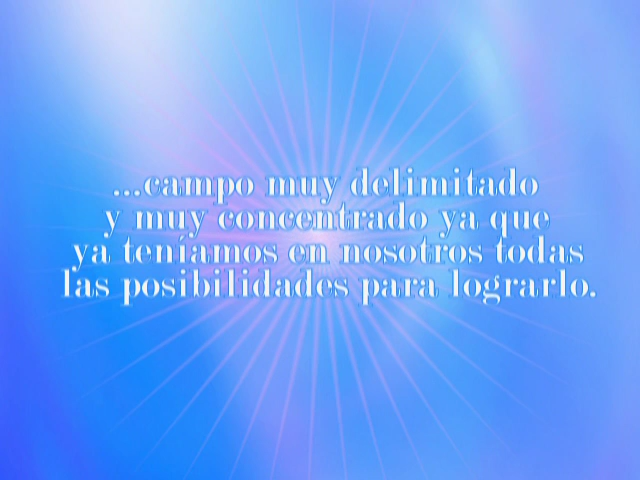 ...campo muy delimitado
y muy concentrado ya que
ya teníamos en nosotros todas
las posibilidades para lograrlo.